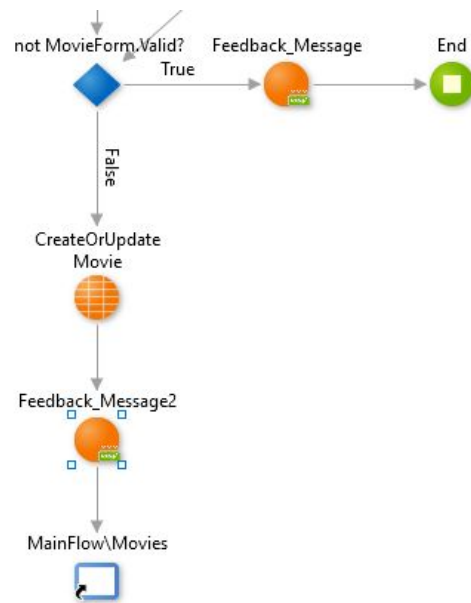 not MovieForm.Valid?
Feedback_Message
End
True
False
CreateOrUpdate
Movie
Feedback_Message2
MainFlow\Movies